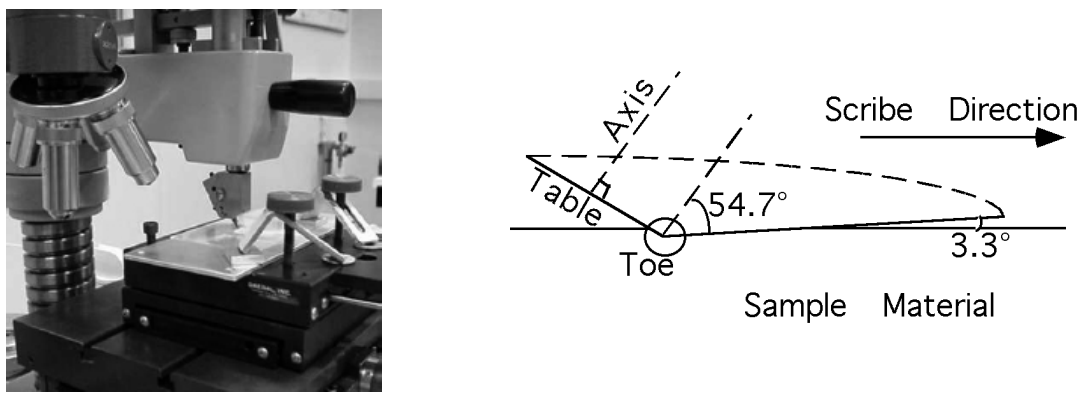 Axis
Scribe Direction
Table
54.7°
Toe
3.3°
Sample Material